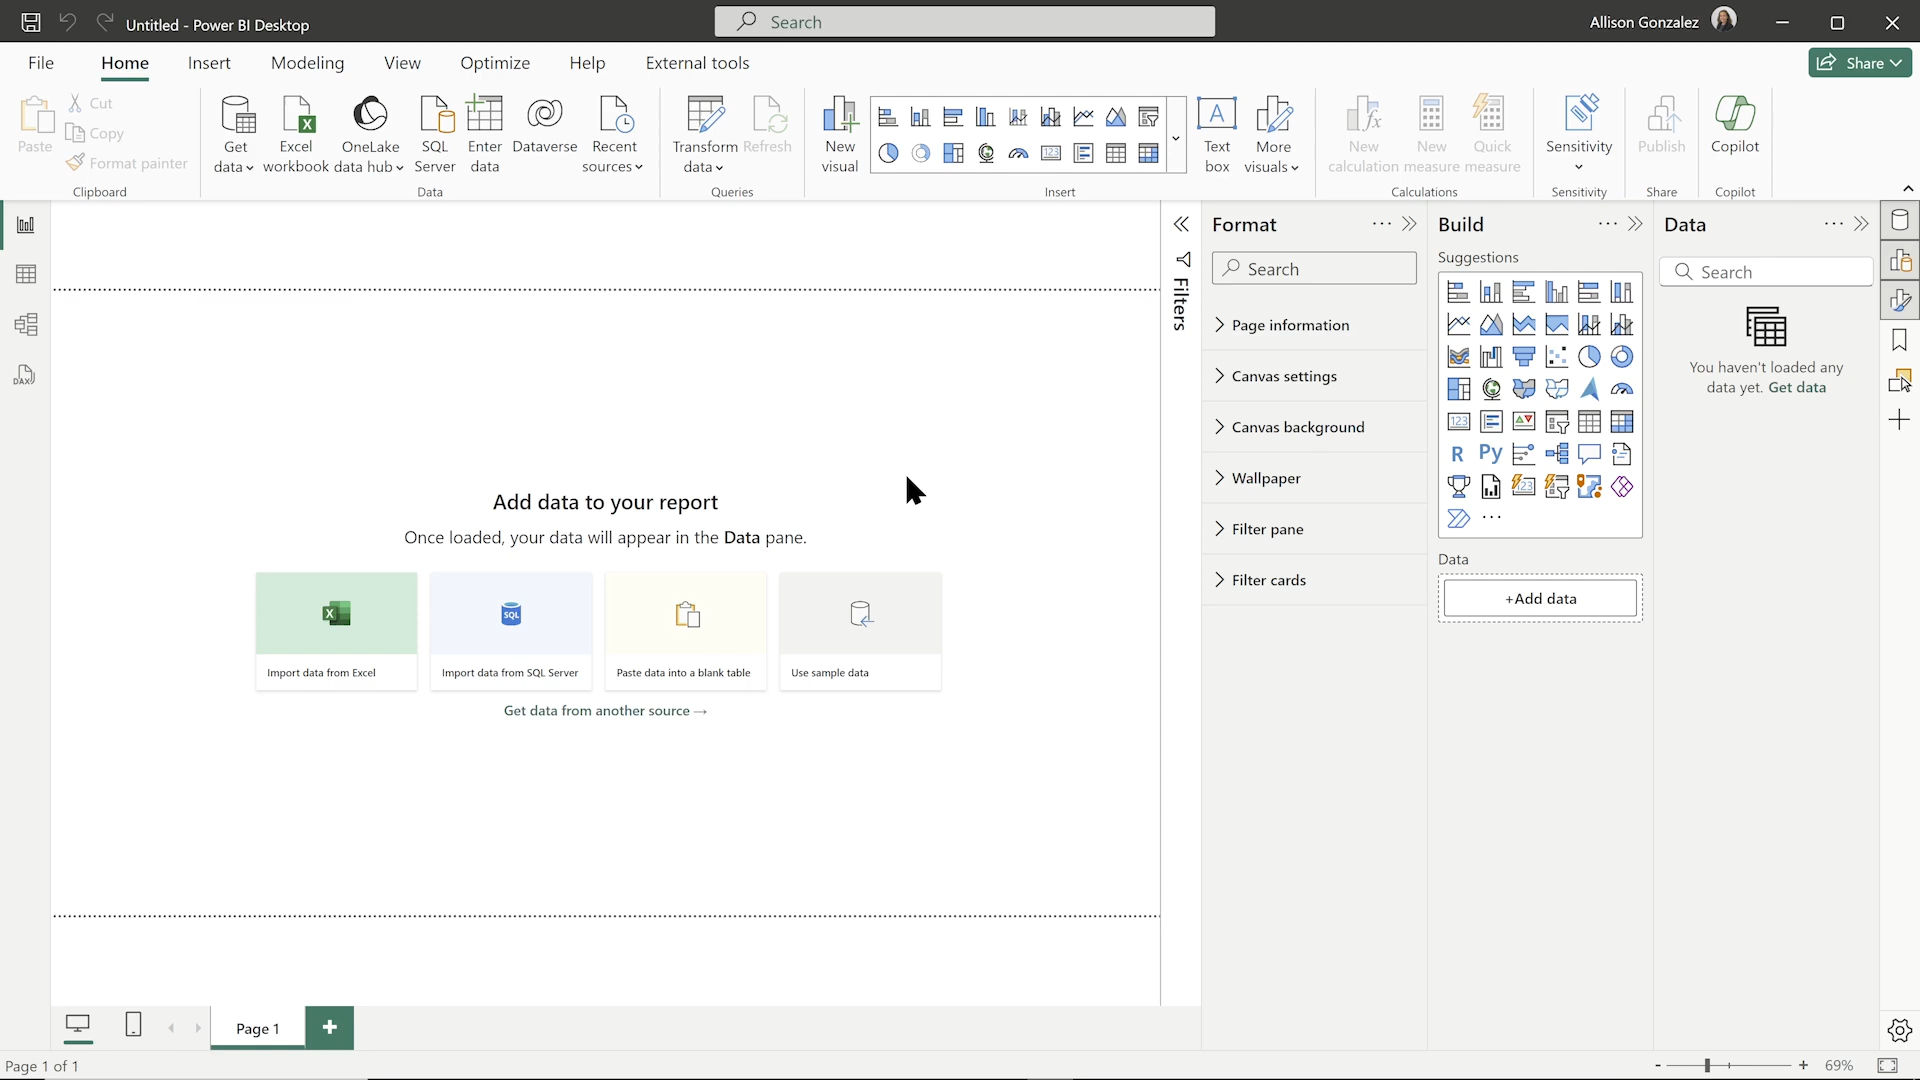 Untitled - Power BI Desktop
Search
Allison Gonzalez
File
Home
Insert
Modeling
View
Optimize
Help
External tools
Share
Paste
Cut
Copy
Format painter
Clipboard
Get
data
Excel
workbook
OneLake
data hub
SQL
Server
Enter
data
Dataverse
Recent
sources
Data
Transform
data
Refresh
Queries
New
visual
123
Insert
A
Text
box
More
visuals
New
calculation
New
measure
Quick
measure
Calculations
Sensitivity
Sensitivity
Publish
Share
Copilot
Copilot
DAX
Add data to your report
Once loaded, your data will appear in the Data pane.
X
Import data from Excel
SQL
Import data from SQL Server
Paste data into a blank table
Use sample data
Get data from another source →
Filters
Format
Search
Page information
Canvas settings
Canvas background
Wallpaper
Filter pane
Filter cards
Build
Suggestions
123
R
Py
123
Data
+Add data
Data
Search
You haven't loaded any
data yet. Get data
Page 1
Page 1 of 1
- + 69%